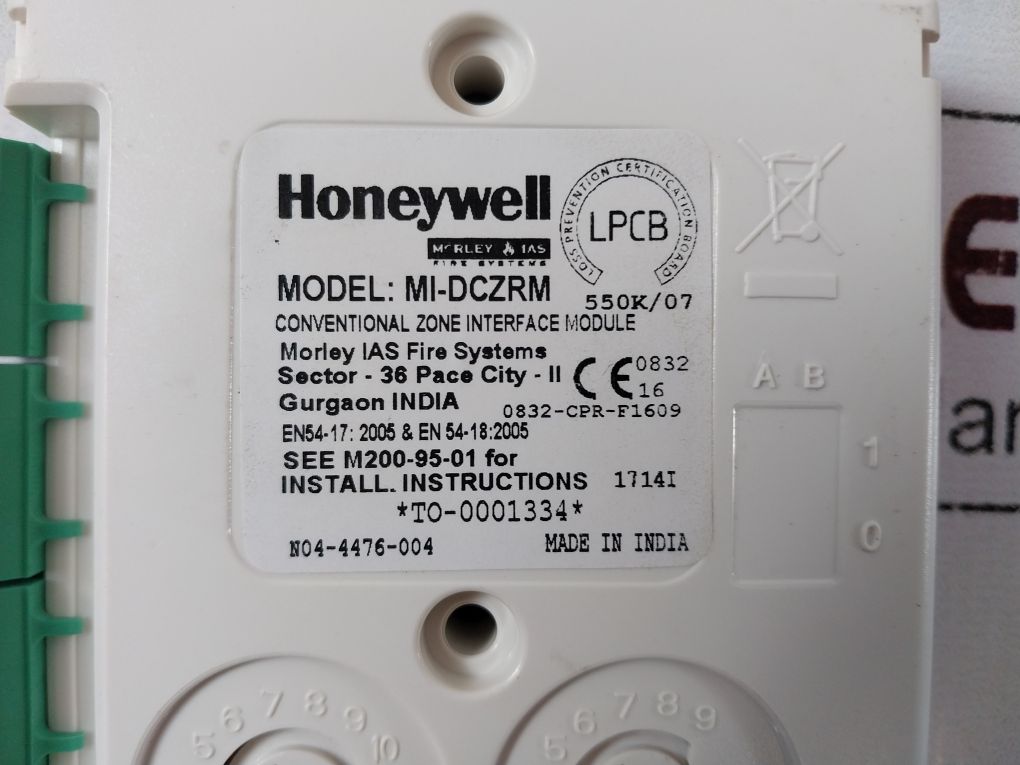 Honeywell
LOSS PREVENTION CERTIFICATION BOARD
LPCB
MORLEY IAS
FIRE SYSTEMS
MODEL: MI-DCZRM
550K/07
CONVENTIONAL ZONE INTERFACE MODULE
Morley IAS Fire Systems
Sector - 36 Pace City - II
CE 0832
16
Gurgaon INDIA
0832-CPR-F1609
EN54-17: 2005 & EN 54-18:2005
SEE M200-95-01 for
INSTALL. INSTRUCTIONS 1714I
*TO-0001334*
N04-4476-004 MADE IN INDIA
A B
1
0
5 6 7 8 9 10
5 6 7 8 9
E
ar